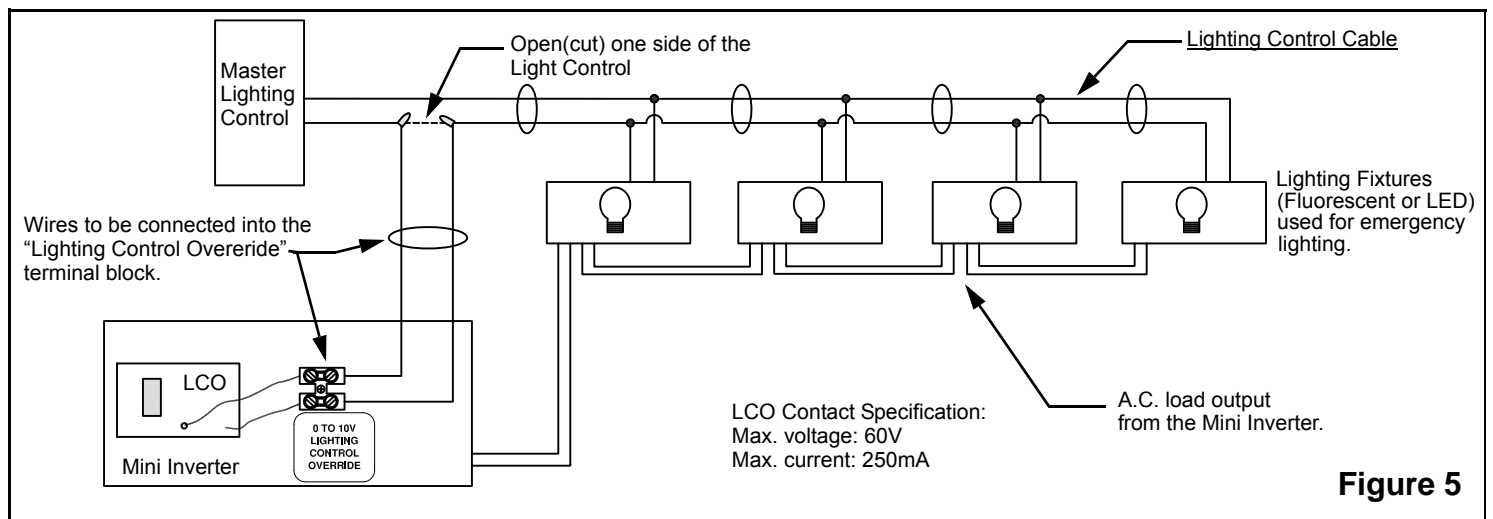 Master
Lighting
Control
Open(cut) one side of the
Light Control
Lighting Control Cable
Wires to be connected into the
“Lighting Control Overeride”
terminal block.
Lighting Fixtures
(Fluorescent or LED)
used for emergency
lighting.
LCO
0 TO 10V
LIGHTING
CONTROL
OVERRIDE
Mini Inverter
LCO Contact Specification:
Max. voltage: 60V
Max. current: 250mA
A.C. load output
from the Mini Inverter.
Figure 5